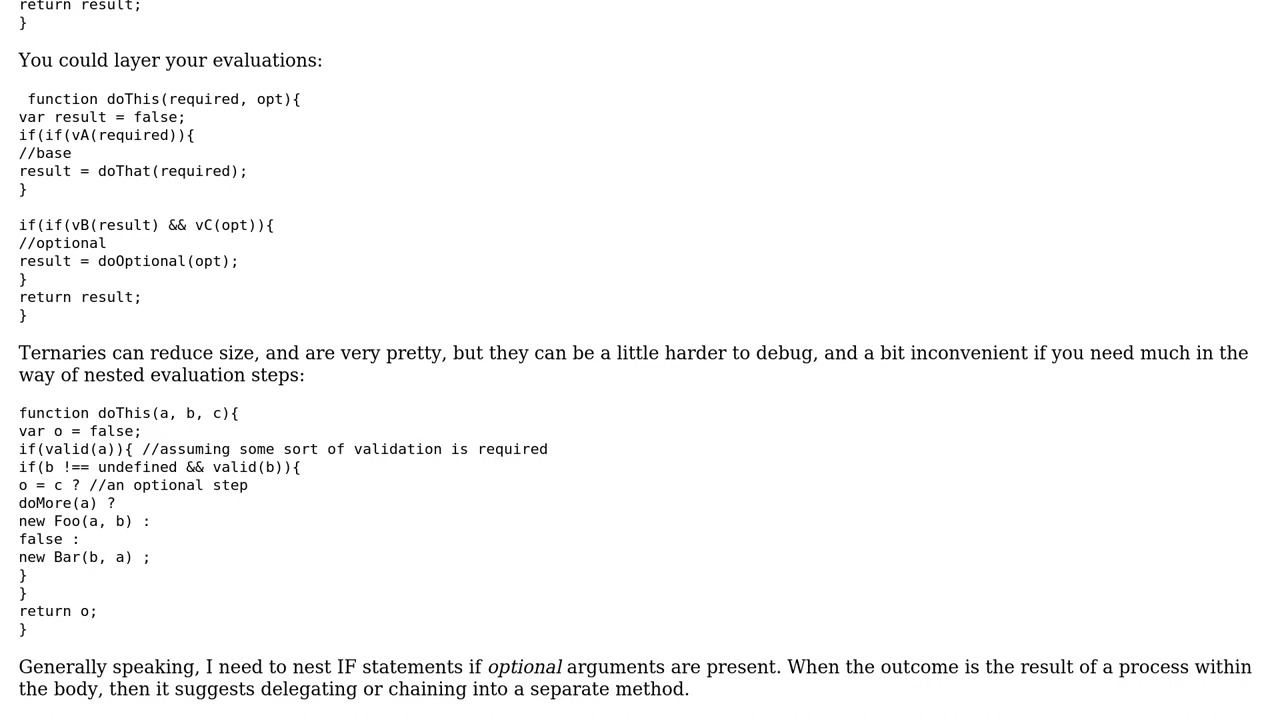 return result;
}
You could layer your evaluations:
function doThis(required, opt){
var result = false;
if(if(vA(required)){
//base
result = doThat(required);
}
if(if(vB(result) && vC(opt)){
//optional
result = doOptional(opt);
}
return result;
}
Ternaries can reduce size, and are very pretty, but they can be a little harder to debug, and a bit inconvenient if you need much in the
way of nested evaluation steps:
function doThis(a, b, c){
var o = false;
if(valid(a)){ //assuming some sort of validation is required
if(b !== undefined && valid(b)){
o = c ? //an optional step
doMore(a) ?
new Foo(a, b) :
false :
new Bar(b, a) ;
}
}
return o;
}
Generally speaking, I need to nest IF statements if optional arguments are present. When the outcome is the result of a process within
the body, then it suggests delegating or chaining into a separate method.